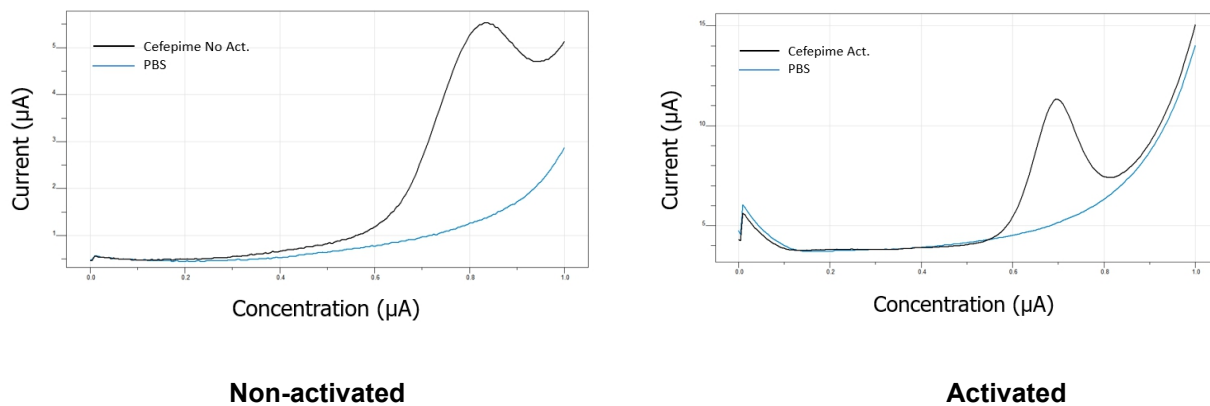 Cefepime No Act.
PBS
5
3
2
1
0.0 0.2 0.4 0.6 0.8 1.0
Current (µA)
Concentration (µA)
Non-activated
Cefepime Act.
PBS
15
10
5
0.0 0.2 0.4 0.6 0.8 1.0
Current (µA)
Concentration (µA)
Activated